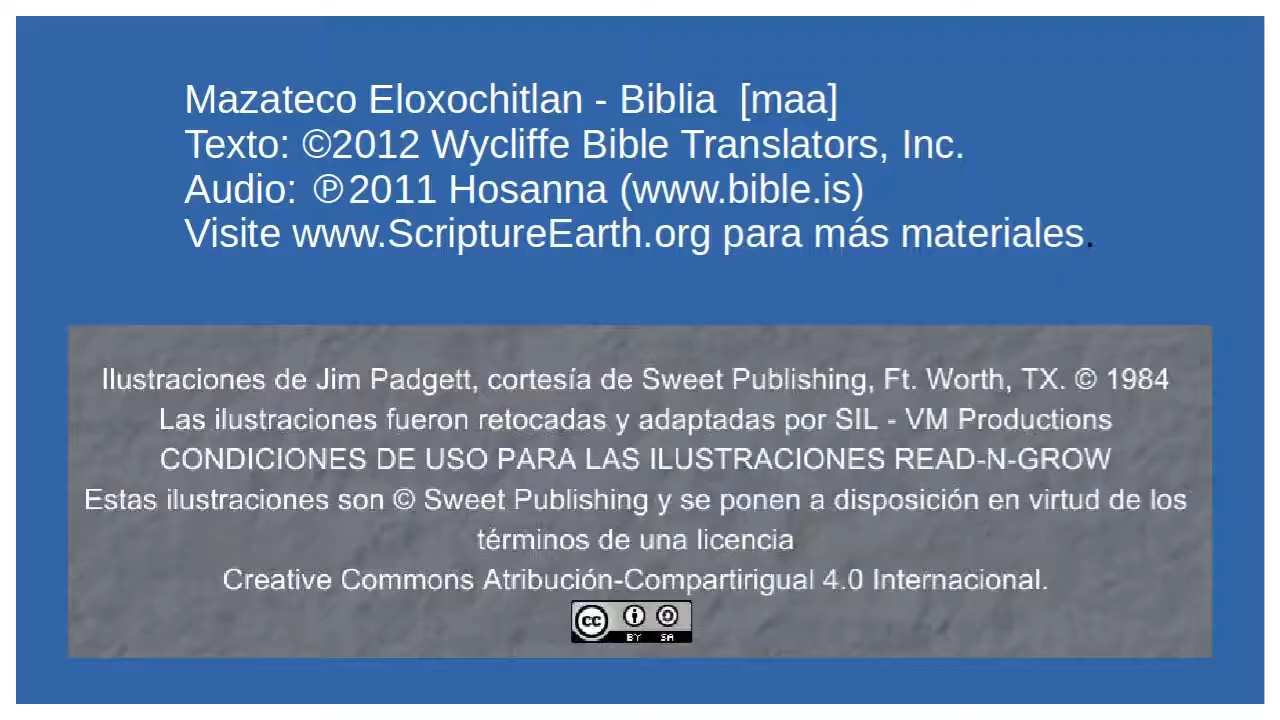 Mazateco Eloxochitlan - Biblia [maa]
Texto: ©2012 Wycliffe Bible Translators, Inc.
Audio: ℗2011 Hosanna (www.bible.is)
Visite www.ScriptureEarth.org para más materiales.
Ilustraciones de Jim Padgett, cortesía de Sweet Publishing, Ft. Worth, TX. © 1984
Las ilustraciones fueron retocadas y adaptadas por SIL - VM Productions
CONDICIONES DE USO PARA LAS ILUSTRACIONES READ-N-GROW
Estas ilustraciones son © Sweet Publishing y se ponen a disposición en virtud de los
términos de una licencia
Creative Commons Atribución-Compartirigual 4.0 Internacional.
cc
BY SA